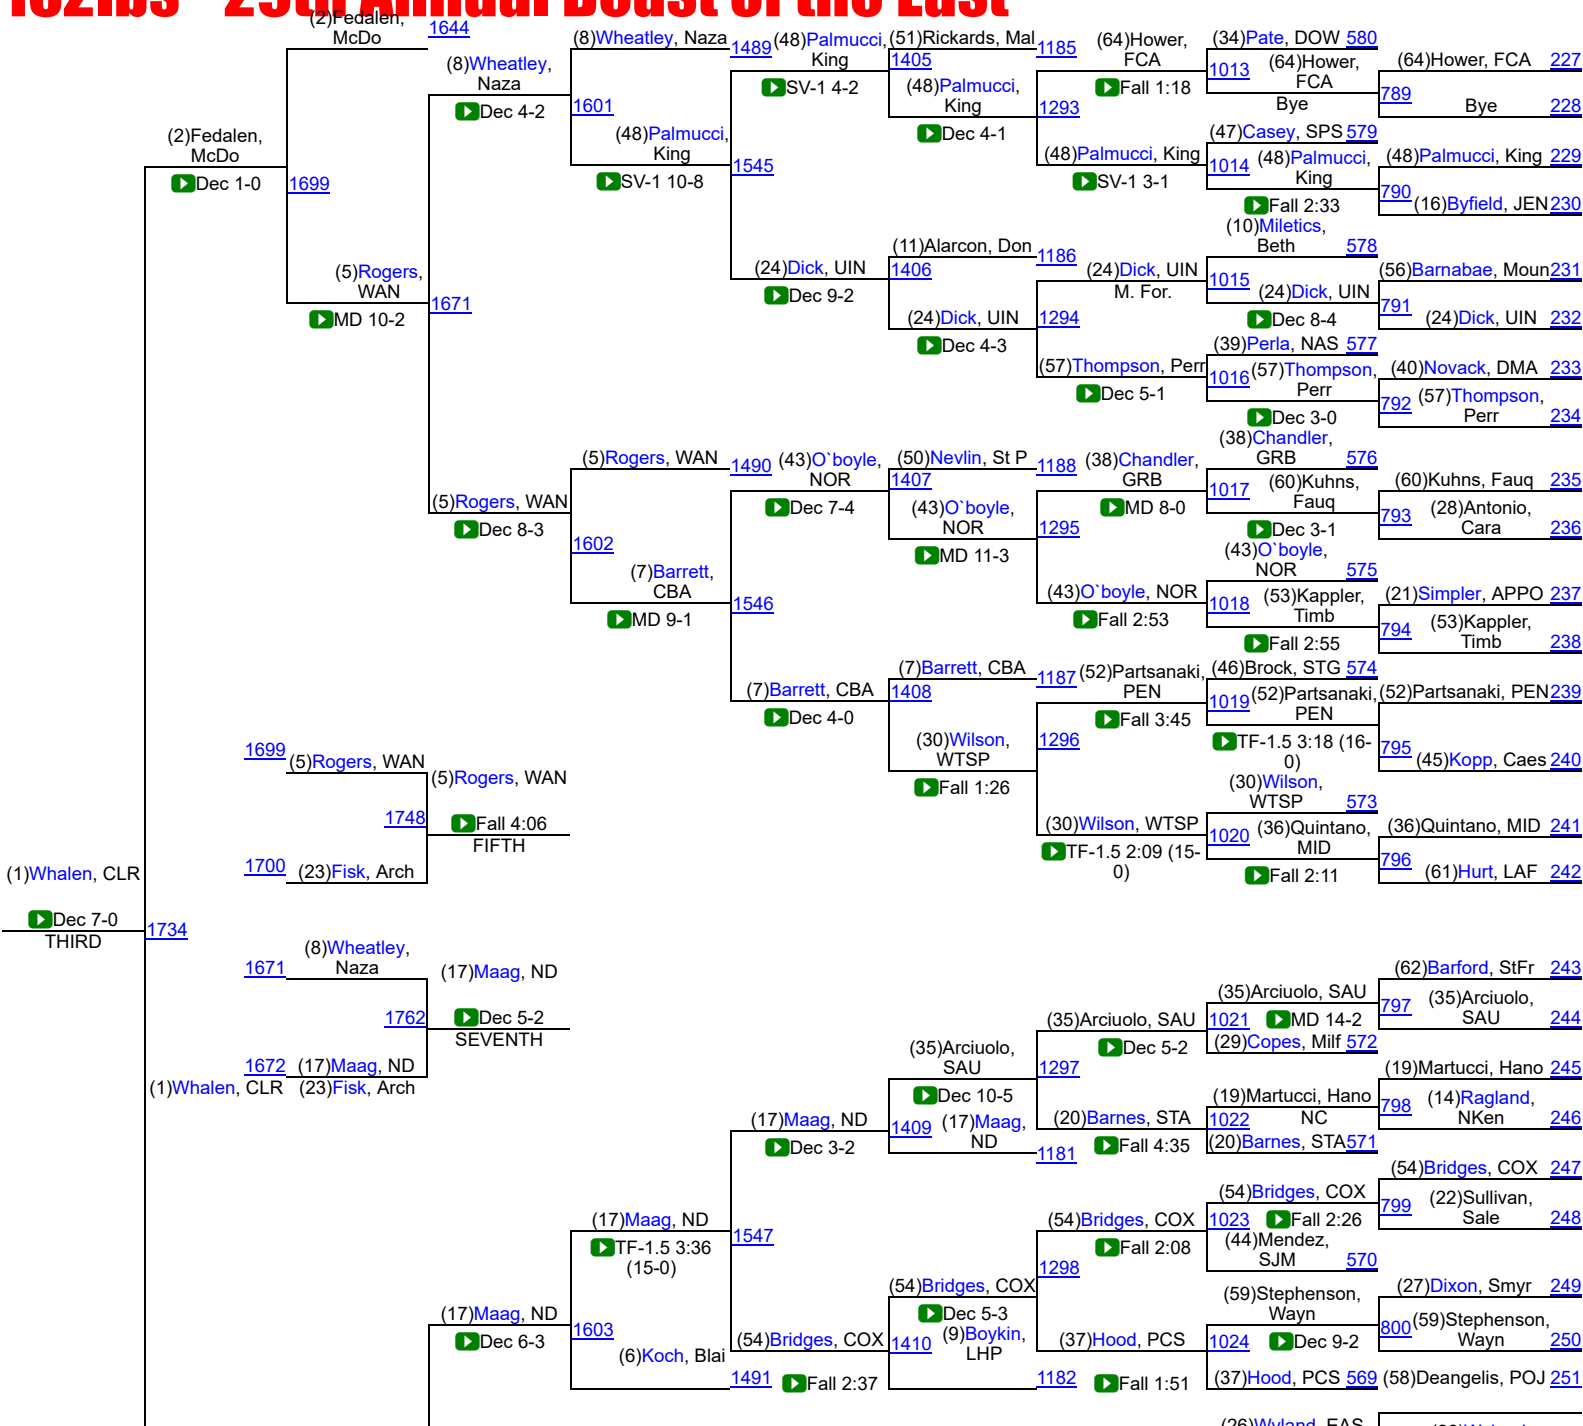 (2)Fedalen,
McDo
1644
(8)Wheatley, Naza
1489
(48)Palmucci,
King
SV-1 4-2
(51)Rickards, Mal
1185
1405
(48)Palmucci,
King
Dec 4-1
(64)Hower,
FCA
Fall 1:18
(34)Pate, DOW 580
1013
(64)Hower,
FCA
Bye
(64)Hower, FCA 227
789
Bye 228
(8)Wheatley,
Naza
Dec 4-2
1601
(48)Palmucci,
King
SV-1 10-8
1545
1293
(48)Palmucci, King
SV-1 3-1
(47)Casey, SPS 579
1014
(48)Palmucci,
King
Fall 2:33
(48)Palmucci, King 229
790
(16)Byfield, JEN 230
(2)Fedalen,
McDo
Dec 1-0
1699
(24)Dick, UIN
Dec 9-2
(11)Alarcon, Don
1186
1406
(24)Dick, UIN
Dec 4-3
(24)Dick, UIN
M. For.
1294
(57)Thompson, Perr
Dec 5-1
(10)Miletics,
Beth 578
1015
(24)Dick, UIN
Dec 8-4
(56)Barnabae, Moun 231
791
(24)Dick, UIN 232
(39)Perla, NAS 577
1016
(57)Thompson,
Perr
Dec 3-0
(40)Novack, DMA 233
792
(57)Thompson,
Perr 234
(5)Rogers,
WAN
MD 10-2
1671
(5)Rogers, WAN
1490
(43)O`boyle,
NOR
Dec 7-4
(50)Nevlin, St P
1188
1407
(43)O`boyle,
NOR
MD 11-3
(38)Chandler,
GRB
MD 8-0
1295
(43)O`boyle, NOR
Fall 2:53
(38)Chandler,
GRB 576
1017
(60)Kuhns,
Fauq
Dec 3-1
(60)Kuhns, Fauq 235
793
(28)Antonio,
Cara 236
(5)Rogers, WAN
Dec 8-3
1602
(7)Barrett,
CBA
MD 9-1
1546
(43)O`boyle,
NOR 575
1018
(53)Kappler,
Timb
Fall 2:55
(21)Simpler, APPO 237
794
(53)Kappler,
Timb 238
(7)Barrett, CBA
Dec 4-0
(7)Barrett, CBA
1187
1408
(30)Wilson,
WTSP
Fall 1:26
(52)Partsanaki,
PEN
Fall 3:45
1296
(30)Wilson, WTSP
TF-1.5 2:09 (15-
0)
(46)Brock, STG 574
1019
(52)Partsanaki,
PEN
TF-1.5 3:18 (16-
0)
(52)Partsanaki, PEN 239
795
(45)Kopp, Caes 240
(30)Wilson,
WTSP 573
1020
(36)Quintano,
MID
Fall 2:11
(36)Quintano, MID 241
796
(61)Hurt, LAF 242
1699
(5)Rogers, WAN
(5)Rogers, WAN
1748
Fall 4:06
FIFTH
1700
(23)Fisk, Arch
(1)Whalen, CLR
Dec 7-0
THIRD
1734
1671
(8)Wheatley,
Naza
(17)Maag, ND
1762
Dec 5-2
SEVENTH
1672
(17)Maag, ND
(1)Whalen, CLR
(23)Fisk, Arch
(35)Arciuolo,
SAU
Dec 10-5
1409
(17)Maag,
ND
1181
(35)Arciuolo, SAU
Dec 5-2
1297
(20)Barnes, STA
Fall 4:35
(35)Arciuolo, SAU
1021
MD 14-2
(29)Copes, Milf 572
(62)Barford, StFr 243
797
(35)Arciuolo,
SAU 244
(19)Martucci, Hano
NC
1022
(20)Barnes, STA 571
(19)Martucci, Hano 245
798
(14)Ragland,
NKen 246
(17)Maag, ND
Dec 3-2
(17)Maag, ND
TF-1.5 3:36
(15-0)
1547
(54)Bridges, COX
Fall 2:08
1298
(54)Bridges, COX
1023
Fall 2:26
(44)Mendez,
SJM 570
(54)Bridges, COX 247
799
(22)Sullivan,
Sale 248
(17)Maag, ND
Dec 6-3
1603
(6)Koch, Blai
1491
(54)Bridges, COX
Fall 2:37
(54)Bridges, COX
Dec 5-3
1410
(9)Boykin,
LHP
1182
(37)Hood, PCS
Fall 1:51
(59)Stephenson,
Wayn
1024
Dec 9-2
(37)Hood, PCS 569
(27)Dixon, Smyr 249
800
(59)Stephenson,
Wayn 250
(58)Deangelis, POJ 251